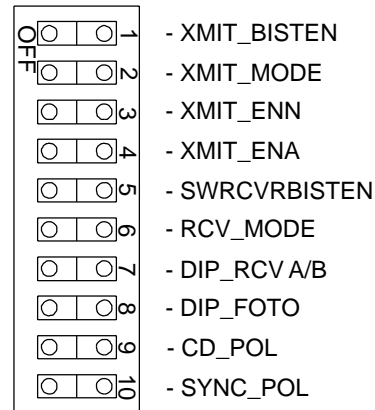 OFF
1 - XMIT_BISTEN
2 - XMIT_MODE
3 - XMIT_ENN
4 - XMIT_ENA
5 - SWRCVRBISTEN
6 - RCV_MODE
7 - DIP_RCV A/B
8 - DIP_FOTO
9 - CD_POL
10 - SYNC_POL